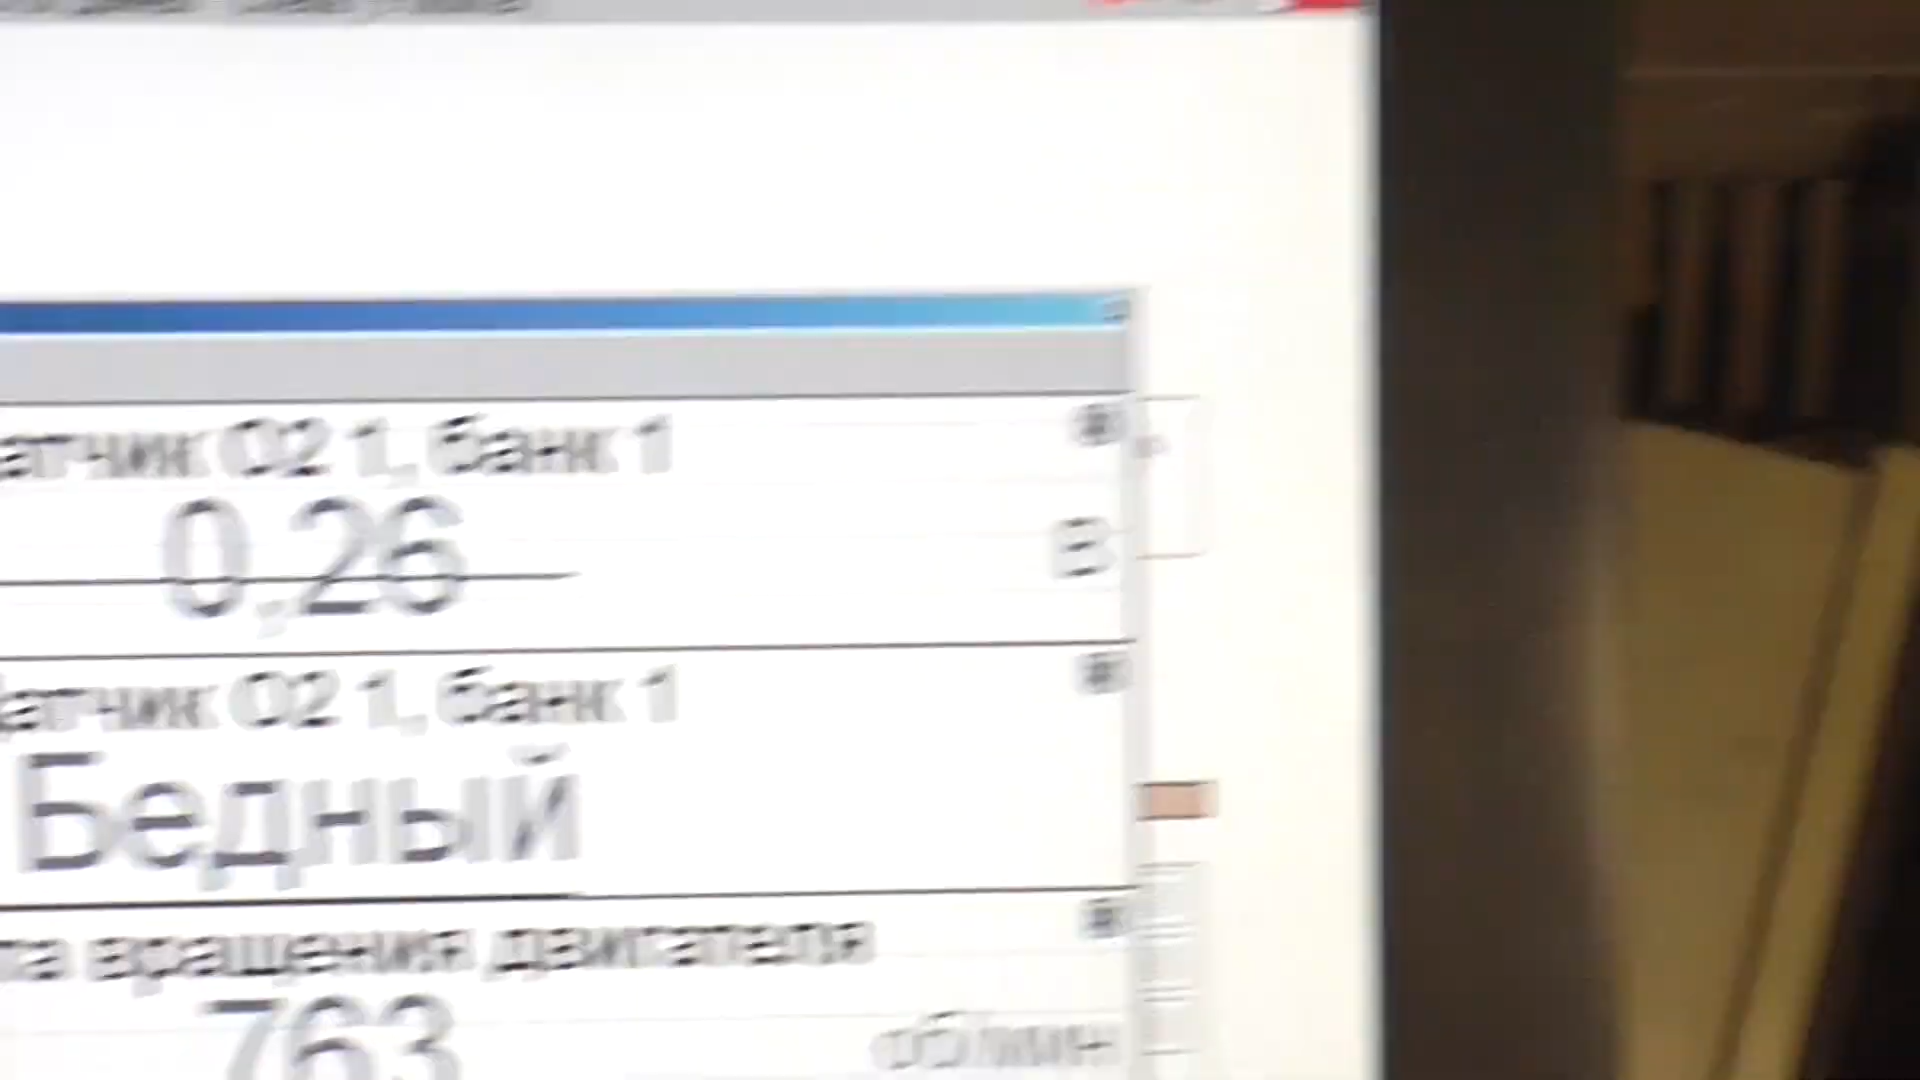 атчик O2 1, банк 1
0,26
В
атчик O2 1, банк 1
Бедный
та вращения двигателя
763
об/мин